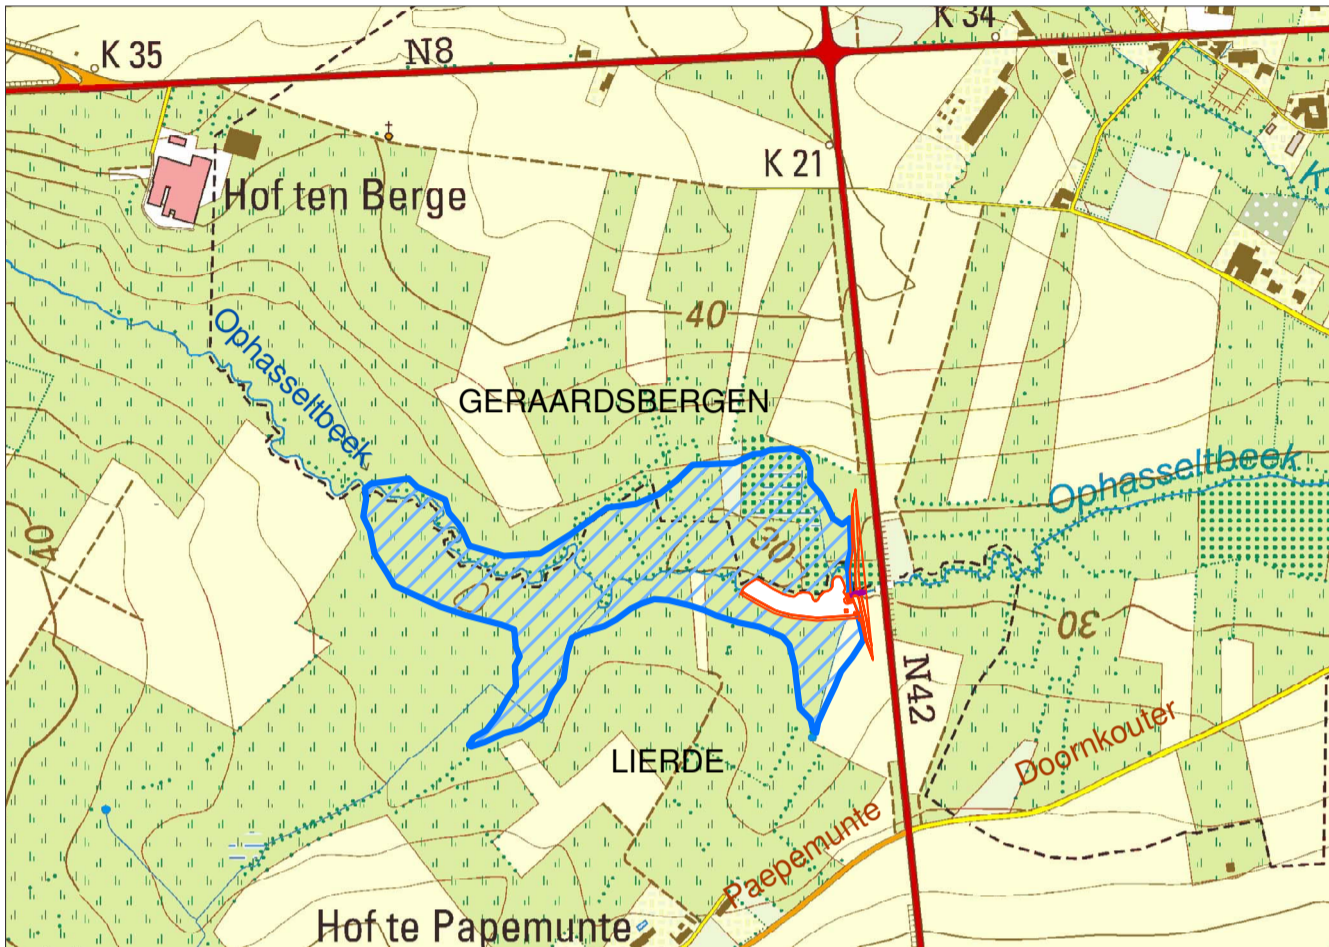 K 34
K 35
N8
K 21
Hof ten Berge
40
Ophasseltbeek
GERAARDSBERGEN
Ophasseltbeek
40
30
30
N42
LIERDE
Doornkouter
Paepemunte
Hof te Papemunte